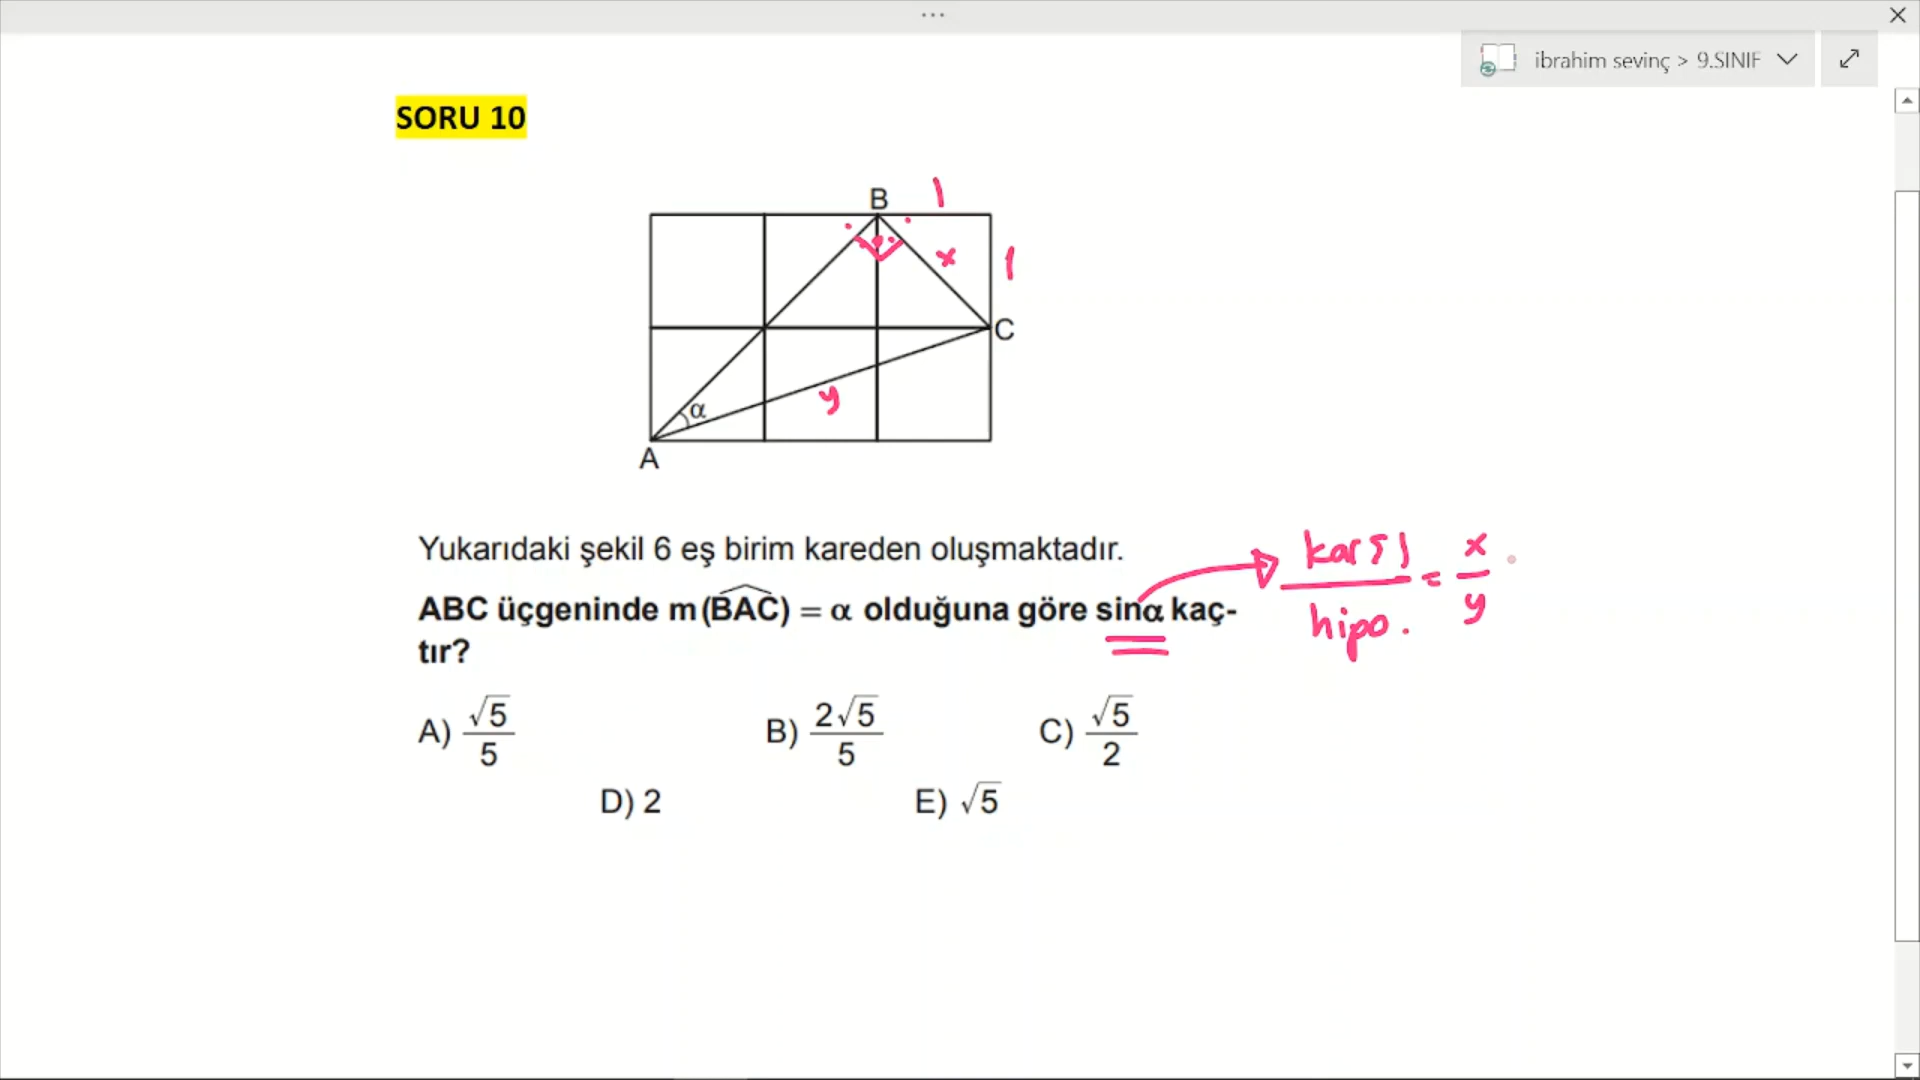 ...
ibrahim sevinç > 9.SINIF
SORU 10
B
1
x
1
C
y
α
A
Yukarıdaki şekil 6 eş birim kareden oluşmaktadır.
ABC üçgeninde m(BAC) = α olduğuna göre sinα kaç-
tır?
karşı / hipo. = x / y
A) √5 / 5
B) 2√5 / 5
C) √5 / 2
D) 2
E) √5